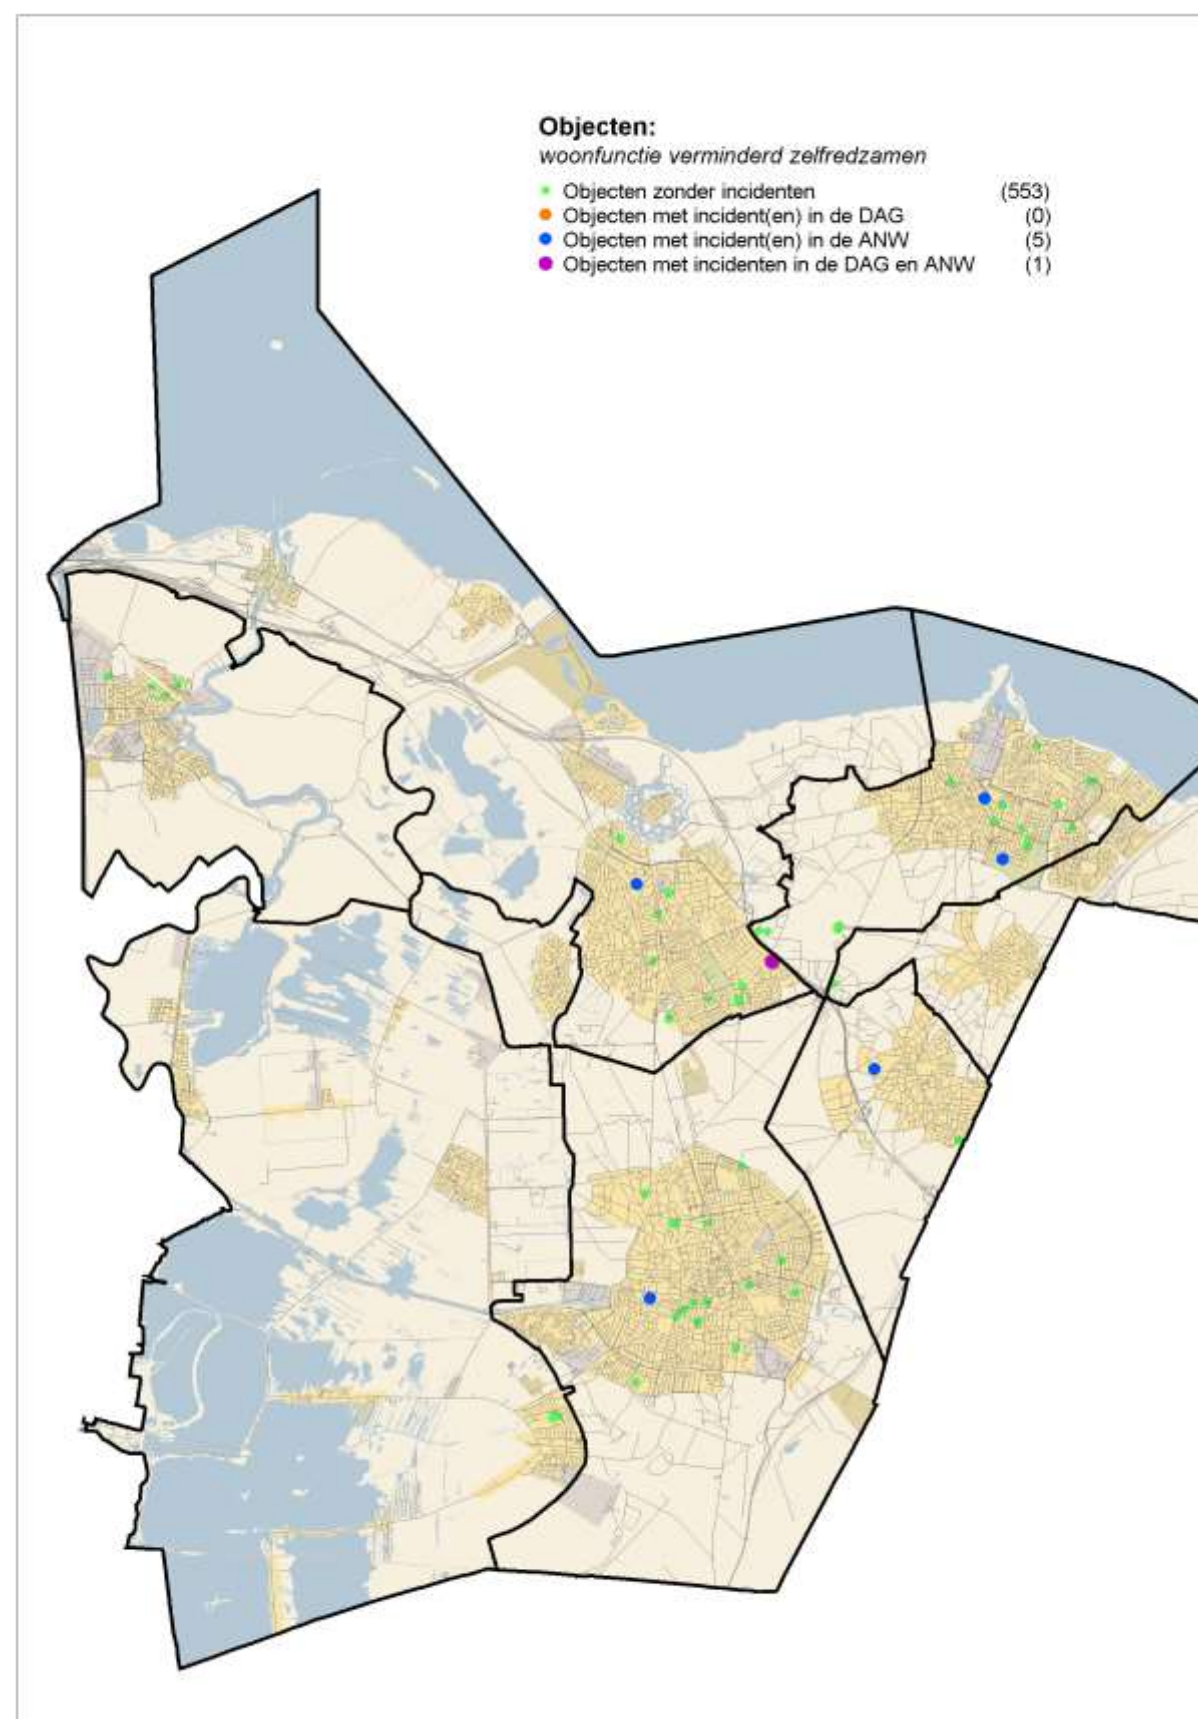 Objecten:
woonfunctie verminderd zelfredzamen
Objecten zonder incidenten (553)
Objecten met incident(en) in de DAG (0)
Objecten met incident(en) in de ANW (5)
Objecten met incidenten in de DAG en ANW (1)